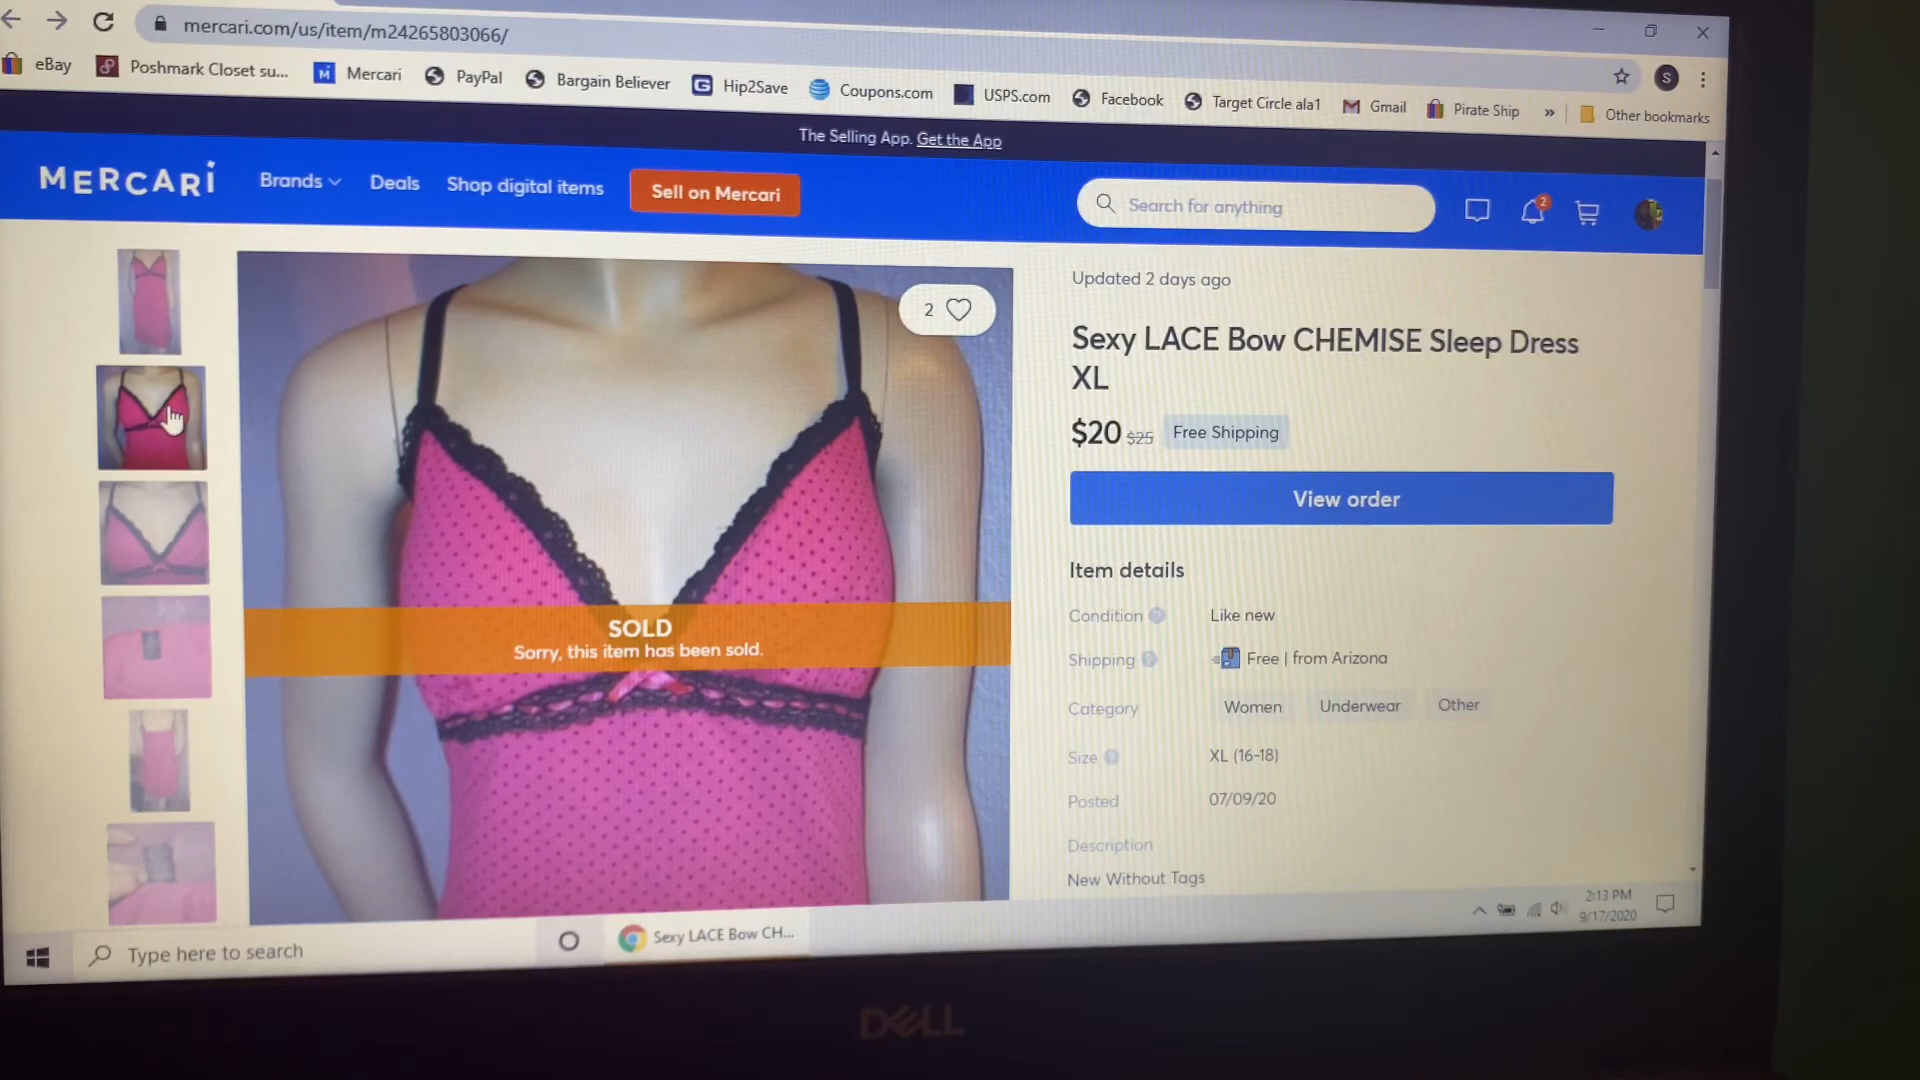 mercari.com/us/item/m24265803066/
S
eBay
Poshmark Closet su...
M
Mercari
PayPal
Bargain Believer
G
Hip2Save
Coupons.com
USPS.com
Facebook
Target Circle ala1
Gmail
Pirate Ship
»
Other bookmarks
The Selling App. Get the App
MERCARI
Brands
Deals
Shop digital items
Sell on Mercari
Search for anything
2
2
SOLD
Sorry, this item has been sold.
Updated 2 days ago
Sexy LACE Bow CHEMISE Sleep Dress
XL
$20 $25 Free Shipping
View order
Item details
Condition ? Like new
Shipping ? Free | from Arizona
Category Women Underwear Other
Size ? XL (16-18)
Posted 07/09/20
Description
New Without Tags
Type here to search
Sexy LACE Bow CH...
2:13 PM
9/17/2020
DELL